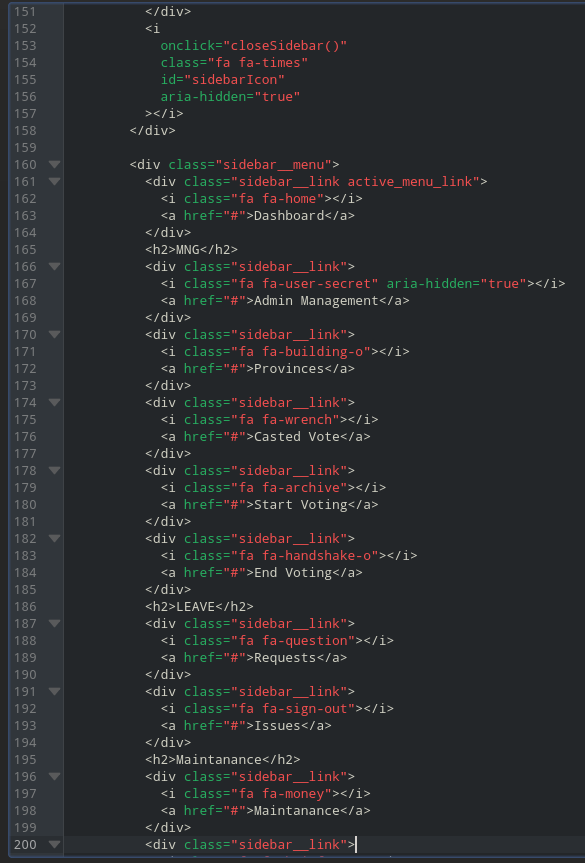 151 </div>
152 <i
153 onclick="closeSidebar()"
154 class="fa fa-times"
155 id="sidebarIcon"
156 aria-hidden="true"
157 ></i>
158 </div>
159
160 <div class="sidebar__menu">
161 <div class="sidebar__link active_menu_link">
162 <i class="fa fa-home"></i>
163 <a href="#">Dashboard</a>
164 </div>
165 <h2>MNG</h2>
166 <div class="sidebar__link">
167 <i class="fa fa-user-secret" aria-hidden="true"></i>
168 <a href="#">Admin Management</a>
169 </div>
170 <div class="sidebar__link">
171 <i class="fa fa-building-o"></i>
172 <a href="#">Provinces</a>
173 </div>
174 <div class="sidebar__link">
175 <i class="fa fa-wrench"></i>
176 <a href="#">Casted Vote</a>
177 </div>
178 <div class="sidebar__link">
179 <i class="fa fa-archive"></i>
180 <a href="#">Start Voting</a>
181 </div>
182 <div class="sidebar__link">
183 <i class="fa fa-handshake-o"></i>
184 <a href="#">End Voting</a>
185 </div>
186 <h2>LEAVE</h2>
187 <div class="sidebar__link">
188 <i class="fa fa-question"></i>
189 <a href="#">Requests</a>
190 </div>
191 <div class="sidebar__link">
192 <i class="fa fa-sign-out"></i>
193 <a href="#">Issues</a>
194 </div>
195 <h2>Maintanance</h2>
196 <div class="sidebar__link">
197 <i class="fa fa-money"></i>
198 <a href="#">Maintanance</a>
199 </div>
200 <div class="sidebar__link">